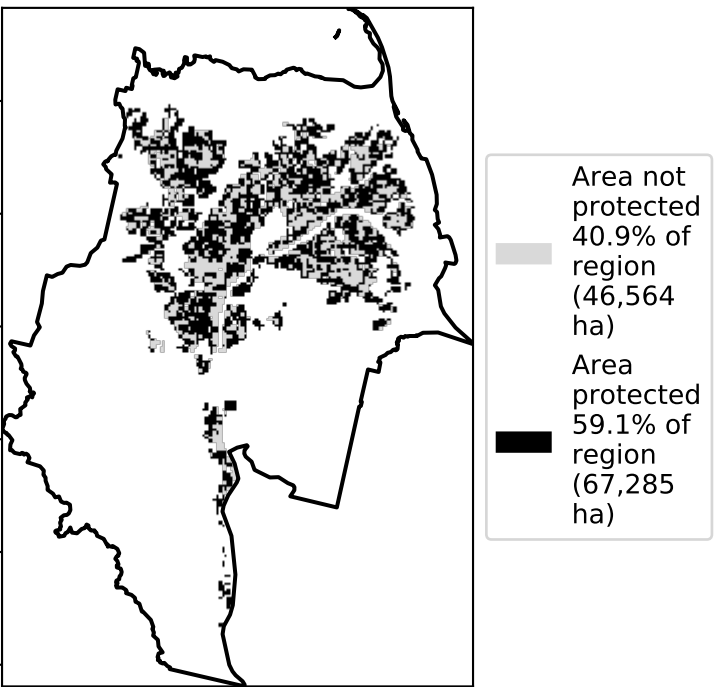 Area not
protected
40.9% of
region
(46,564
ha)
Area
protected
59.1% of
region
(67,285
ha)